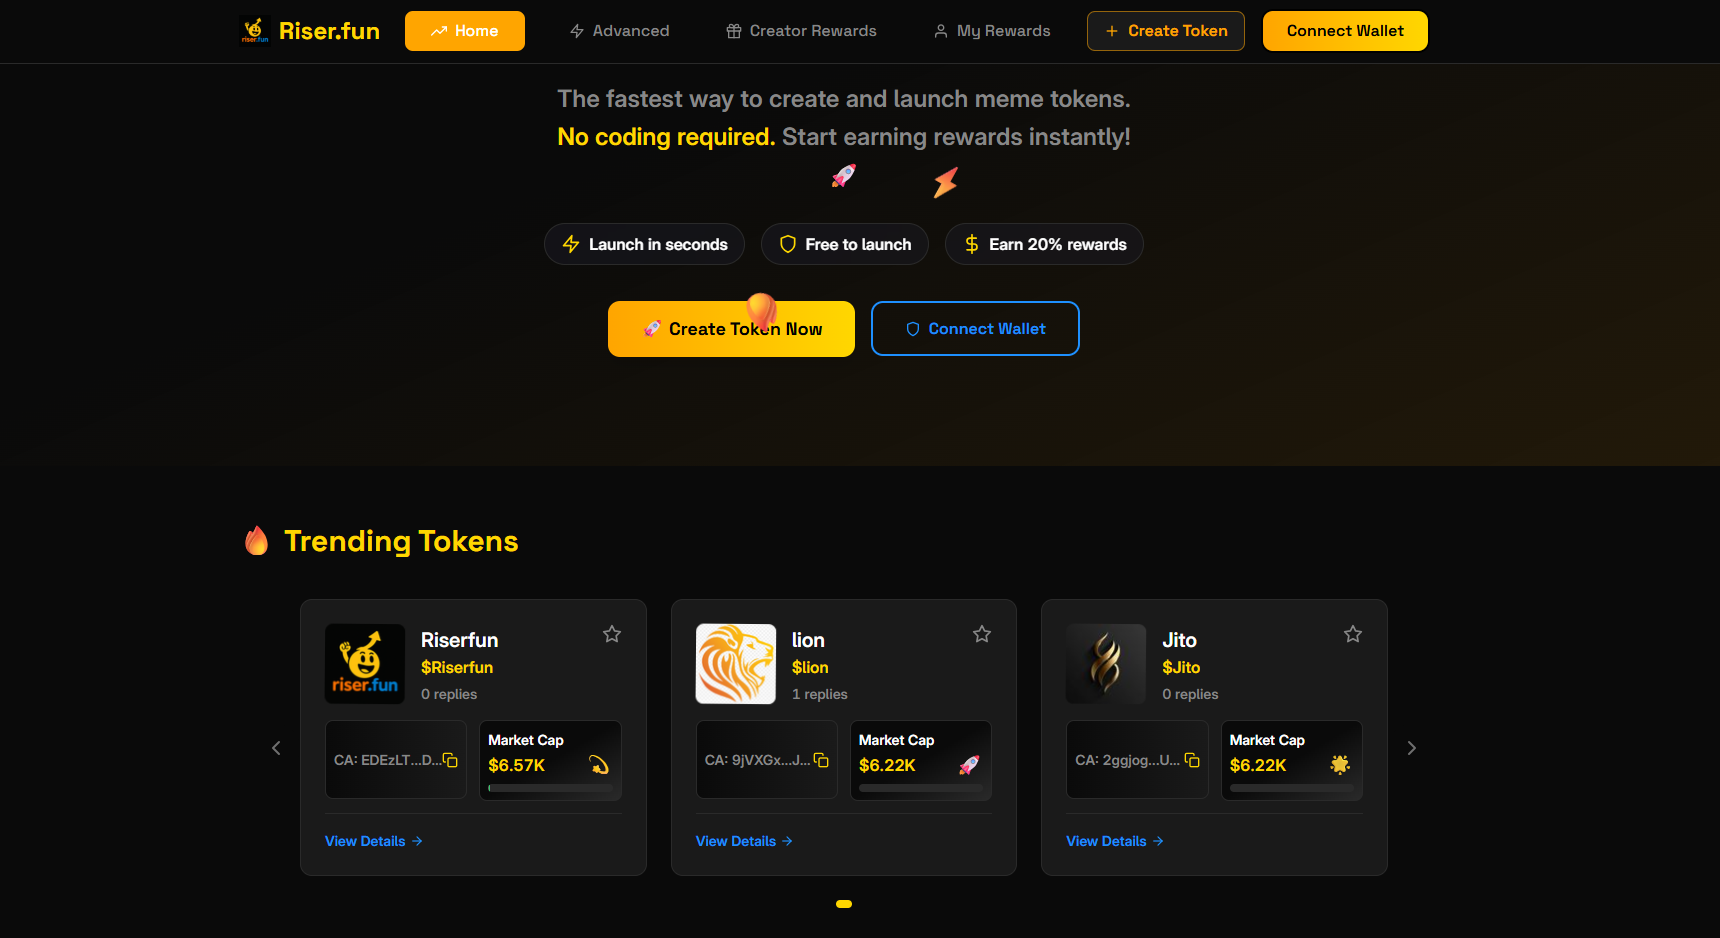 Riser.fun
Home
Advanced
Creator Rewards
My Rewards
Create Token
Connect Wallet
The fastest way to create and launch meme tokens.
No coding required. Start earning rewards instantly!
Launch in seconds
Free to launch
Earn 20% rewards
Create Token Now
Connect Wallet
Trending Tokens
riser.fun
Riserfun
$Riserfun
0 replies
CA: EDEzLT...D...
Market Cap
$6.57K
View Details
lion
$lion
1 replies
CA: 9jVXGx...J...
Market Cap
$6.22K
View Details
Jito
$Jito
0 replies
CA: 2ggjog...U...
Market Cap
$6.22K
View Details